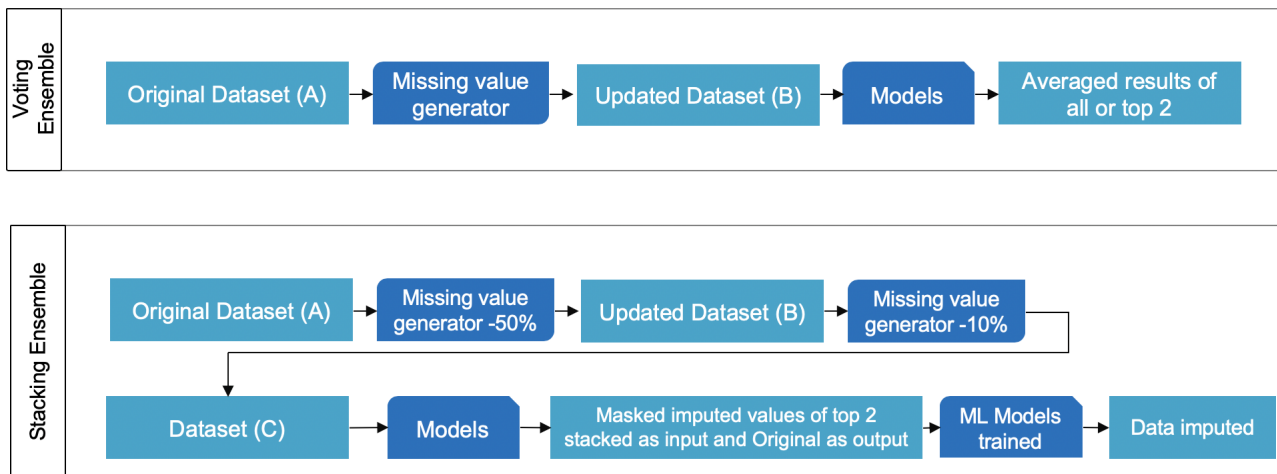 Voting
Ensemble
Original Dataset (A)
Missing value
generator
Updated Dataset (B)
Models
Averaged results of
all or top 2
Stacking Ensemble
Original Dataset (A)
Missing value
generator -50%
Updated Dataset (B)
Missing value
generator -10%
Dataset (C)
Models
Masked imputed values of top 2
stacked as input and Original as output
ML Models
trained
Data imputed